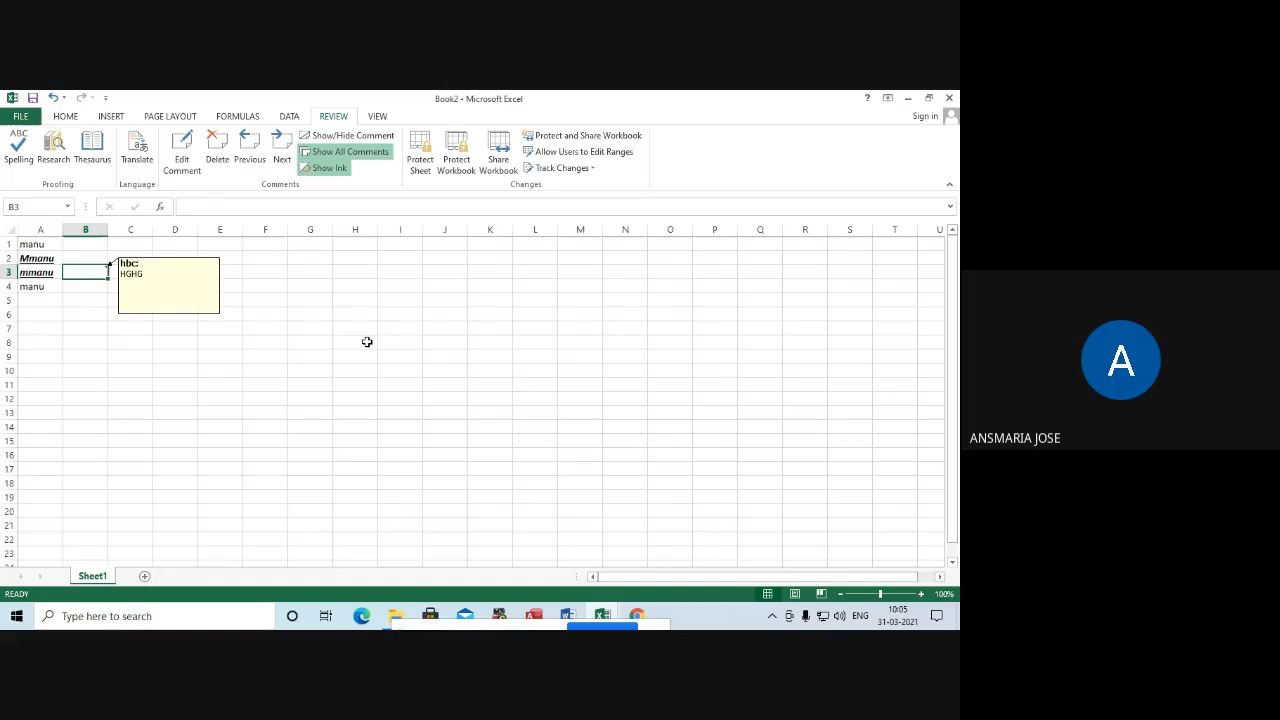 Book2 - Microsoft Excel
FILE HOME INSERT PAGE LAYOUT FORMULAS DATA REVIEW VIEW Sign in
ABC
Spelling Research Thesaurus
Proofing
Translate
Language
Edit Comment Delete Previous Next
Show/Hide Comment
Show All Comments
Show Ink
Comments
Protect Sheet Protect Workbook Share Workbook
Protect and Share Workbook
Allow Users to Edit Ranges
Track Changes
Changes
B3 fx
A B C D E F G H I J K L M N O P Q R S T U
1 manu
2 Mmanu
3 mmanu
4 manu
5
6
7
8
9
10
11
12
13
14
15
16
17
18
19
20
21
22
23
hbc:
HGHG
Sheet1
READY 100%
Type here to search
ENG
10:05
31-03-2021
A
ANSMARIA JOSE